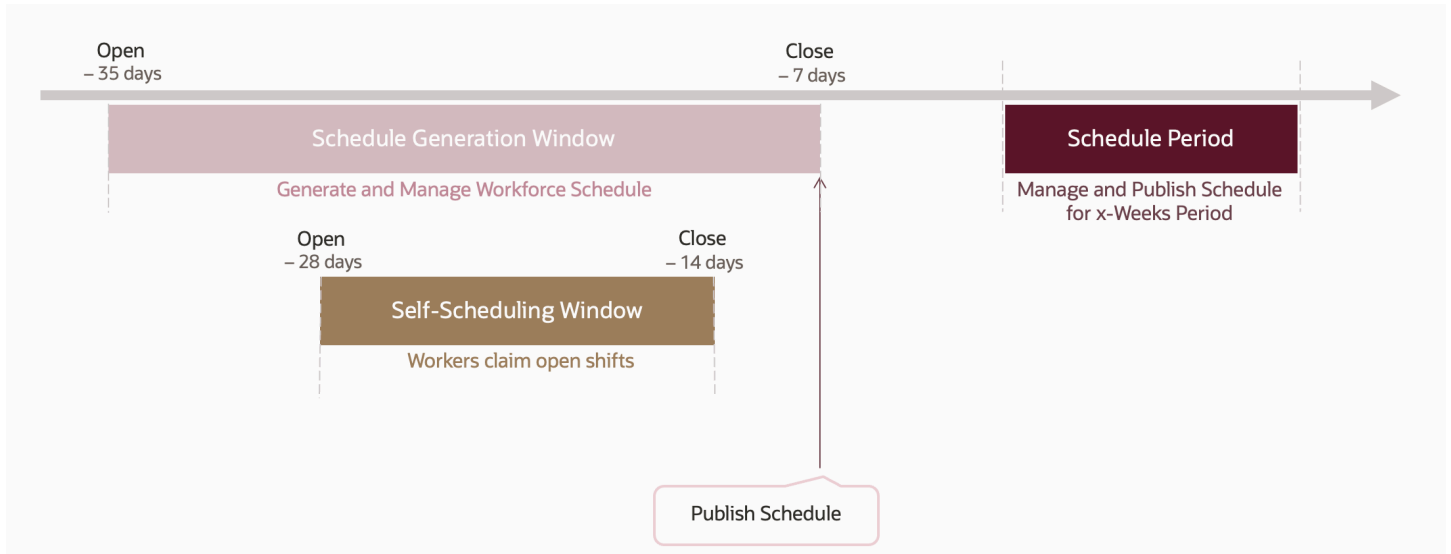 Open
– 35 days
Close
– 7 days
Schedule Generation Window
Schedule Period
Generate and Manage Workforce Schedule
Manage and Publish Schedule
for x-Weeks Period
Open
– 28 days
Close
– 14 days
Self-Scheduling Window
Workers claim open shifts
Publish Schedule